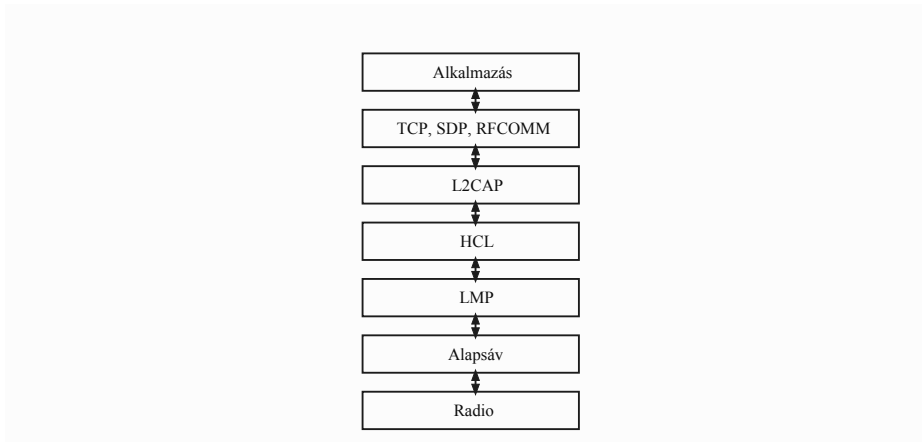 Alkalmazás
TCP, SDP, RFCOMM
L2CAP
HCL
LMP
Alapsáv
Radio